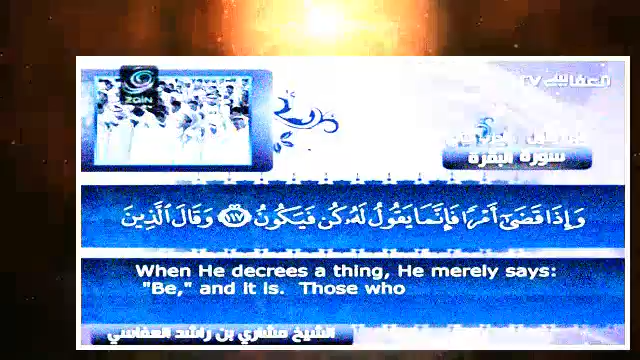 zain
العفاسي TV
سورة البقرة
وَإِذَا قَضَىٰٓ أَمْرًا فَإِنَّمَا يَقُولُ لَهُۥ كُن فَيَكُونُ ﴿١١٧﴾ وَقَالَ ٱلَّذِينَ
When He decrees a thing, He merely says:
"Be," and it is. Those who
الشيخ مشاري بن راشد العفاسي